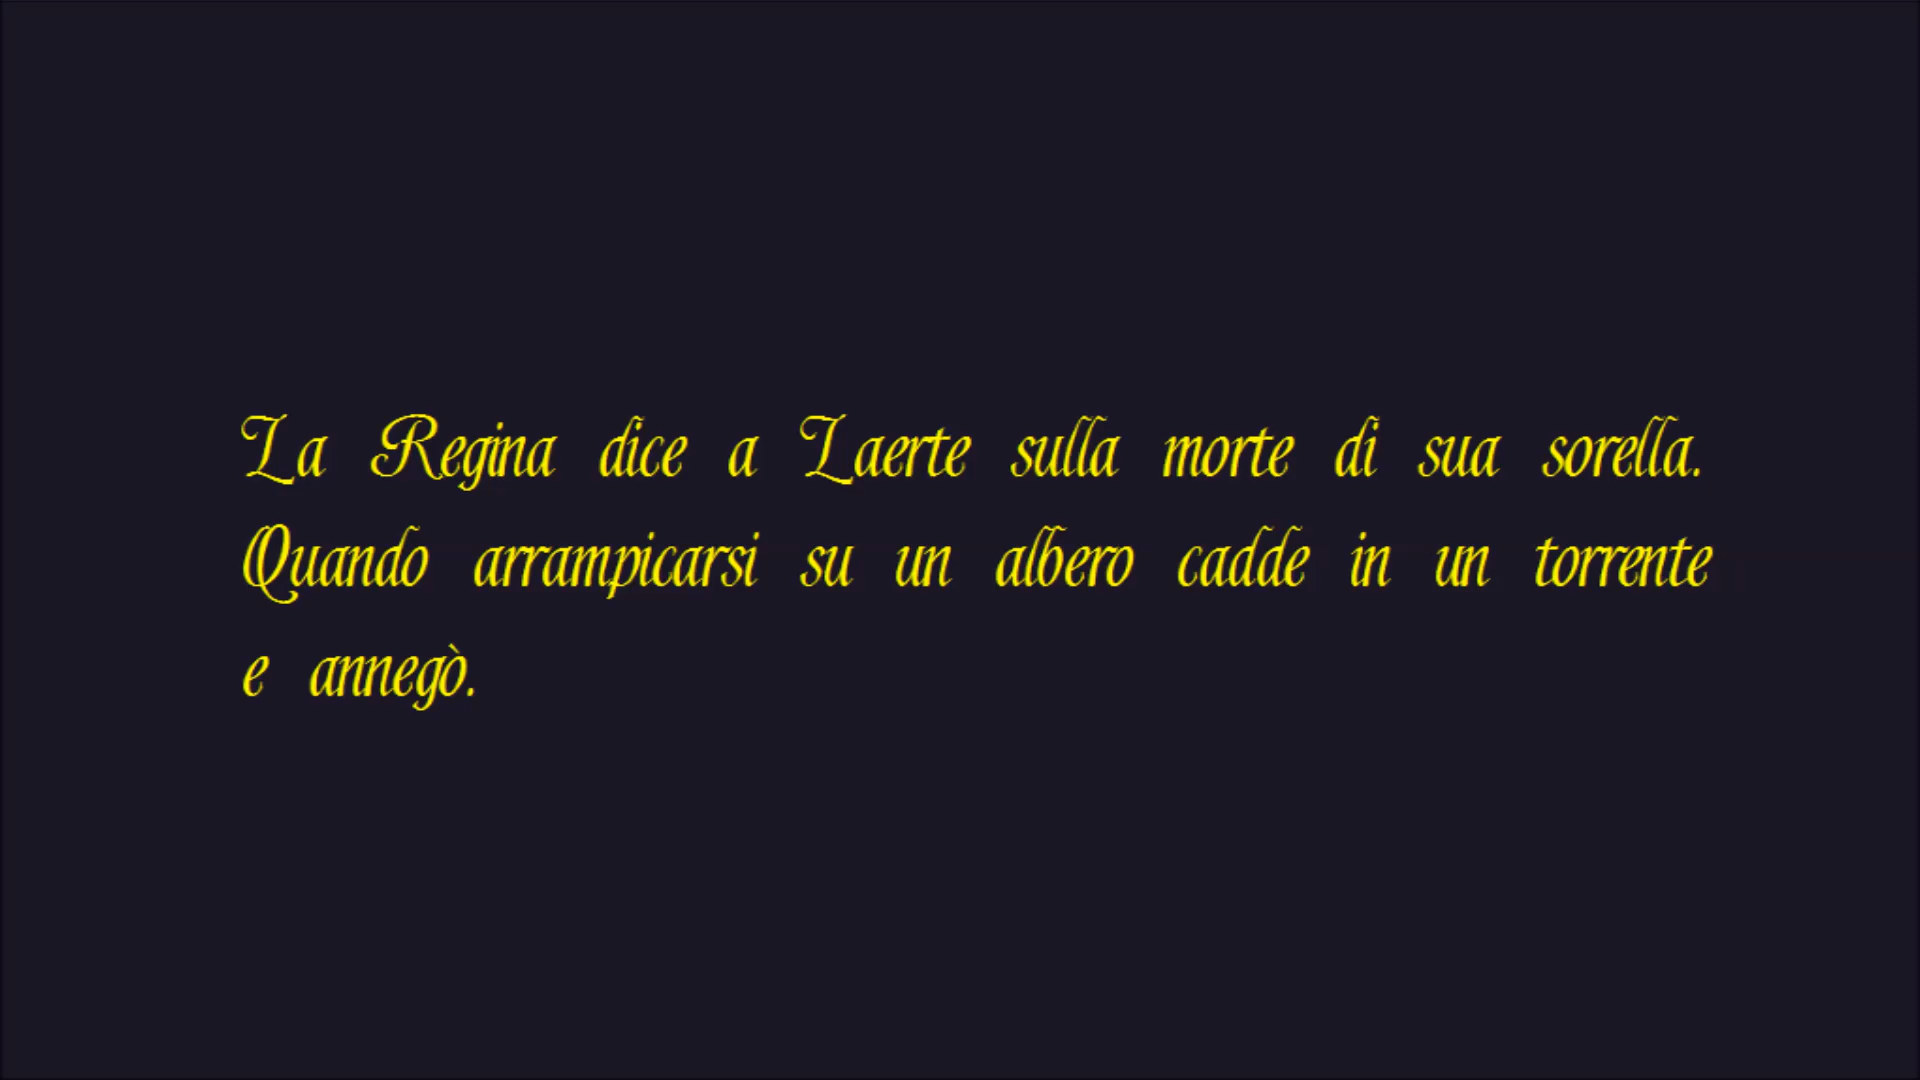 La Regina dice a Laerte sulla morte di sua sorella.
Quando arrampicarsi su un albero cadde in un torrente
e annegò.